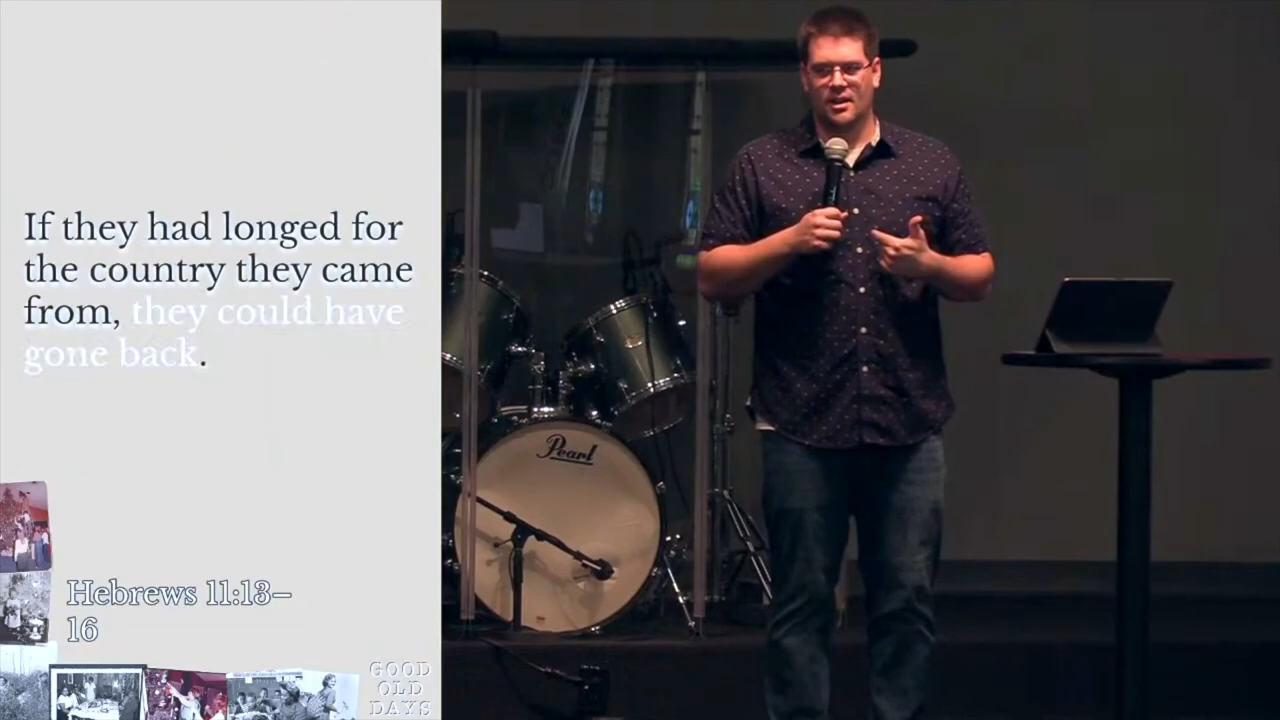 If they had longed for
the country they came
from, they could have
gone back.
Hebrews 11:13–
16
GOOD
OLD
DAYS
Pearl